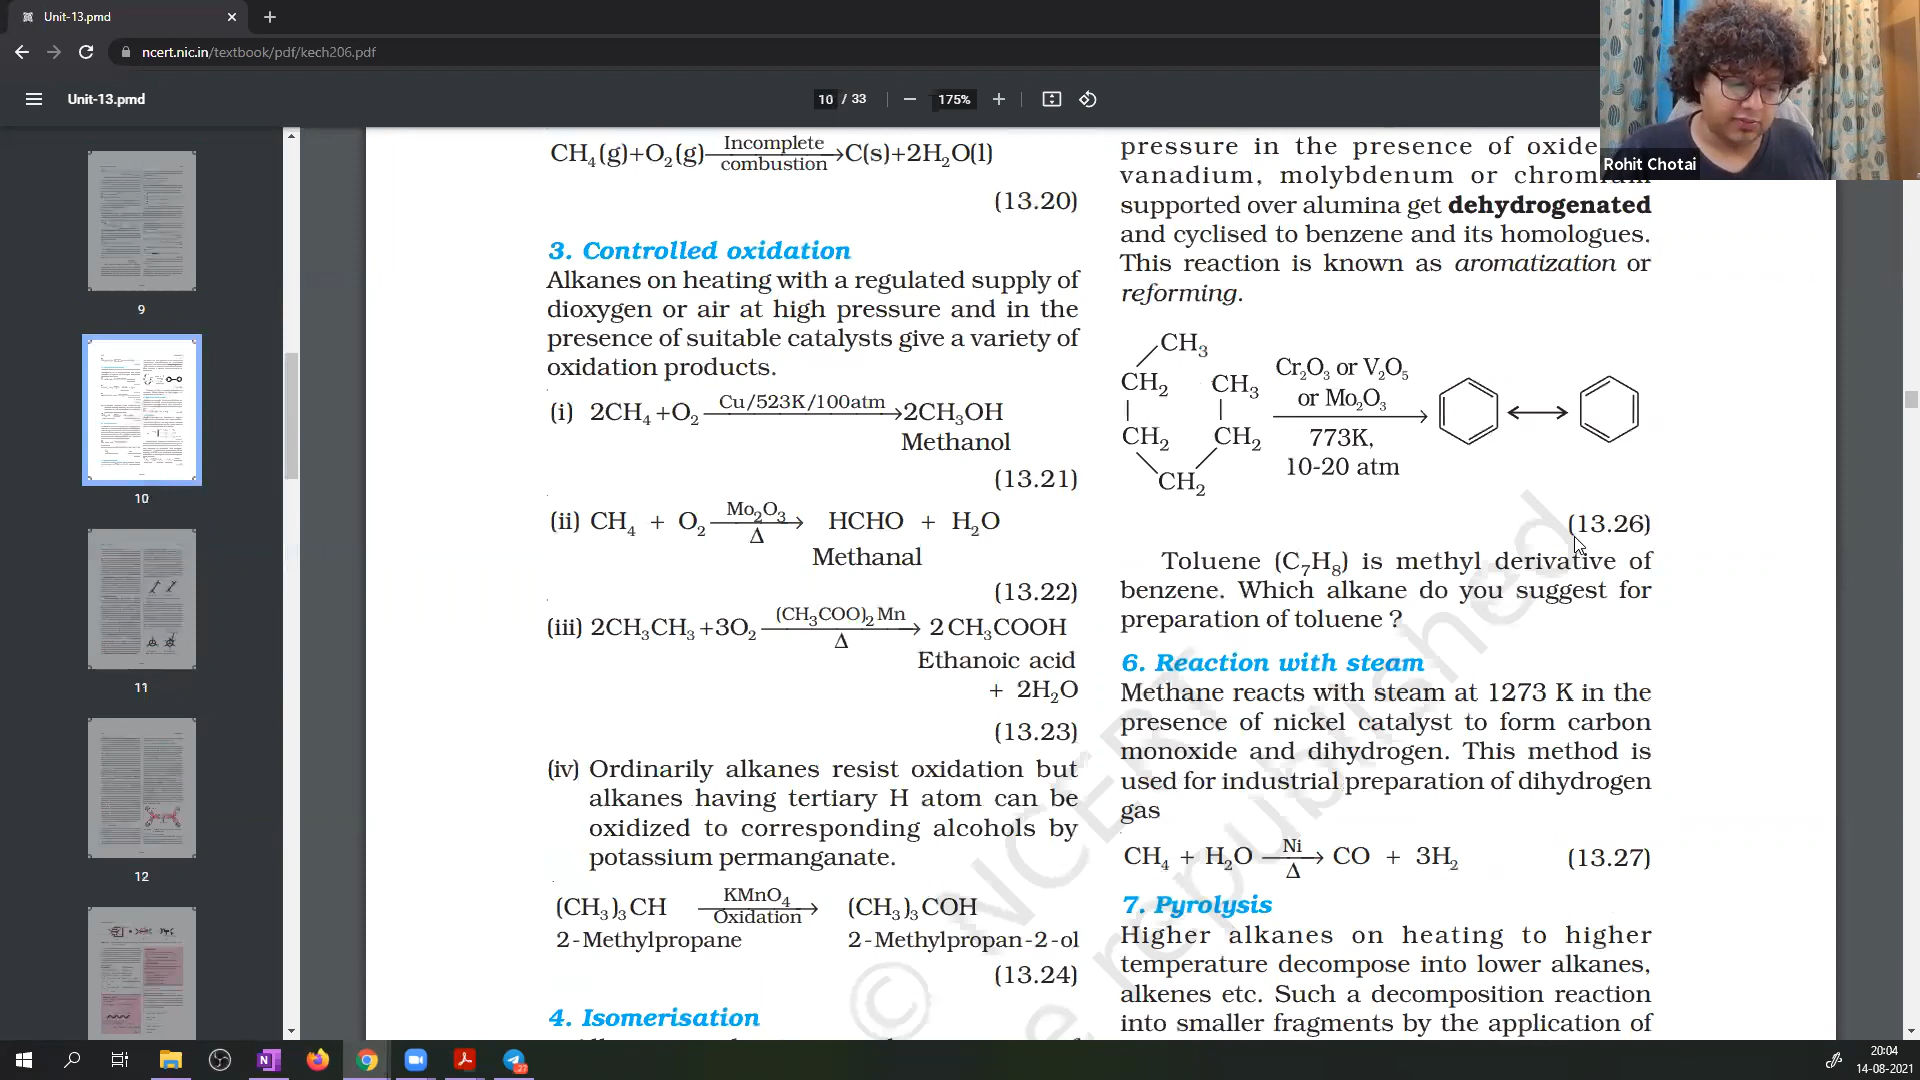 Unit-13.pmd
ncert.nic.in/textbook/pdf/kech206.pdf
Unit-13.pmd
10 / 33
175%
Rohit Chotai
9
10
11
12
CH₄(g)+O₂(g) Incomplete combustion → C(s)+2H₂O(l)
(13.20)
3. Controlled oxidation
Alkanes on heating with a regulated supply of
dioxygen or air at high pressure and in the
presence of suitable catalysts give a variety of
oxidation products.
(i) 2CH₄+O₂ Cu/523K/100atm → 2CH₃OH
Methanol
(13.21)
(ii) CH₄ + O₂ Mo₂O₃ Δ → HCHO + H₂O
Methanal
(13.22)
(iii) 2CH₃CH₃+3O₂ (CH₃COO)₂Mn Δ → 2CH₃COOH
Ethanoic acid
+ 2H₂O
(13.23)
(iv) Ordinarily alkanes resist oxidation but
alkanes having tertiary H atom can be
oxidized to corresponding alcohols by
potassium permanganate.
(CH₃)₃CH KMnO₄ Oxidation → (CH₃)₃COH
2-Methylpropane 2-Methylpropan-2-ol
(13.24)
4. Isomerisation
pressure in the presence of oxide
vanadium, molybdenum or chromium
supported over alumina get dehydrogenated
and cyclised to benzene and its homologues.
This reaction is known as aromatization or
reforming.
CH₃
CH₂ CH₃
CH₂ CH₂
CH₂
Cr₂O₃ or V₂O₅
or Mo₂O₃
773K,
10-20 atm
(13.26)
Toluene (C₇H₈) is methyl derivative of
benzene. Which alkane do you suggest for
preparation of toluene ?
6. Reaction with steam
Methane reacts with steam at 1273 K in the
presence of nickel catalyst to form carbon
monoxide and dihydrogen. This method is
used for industrial preparation of dihydrogen
gas
CH₄ + H₂O Ni Δ → CO + 3H₂ (13.27)
7. Pyrolysis
Higher alkanes on heating to higher
temperature decompose into lower alkanes,
alkenes etc. Such a decomposition reaction
into smaller fragments by the application of
© NCERT
e republished
27
20:04
14-08-2021